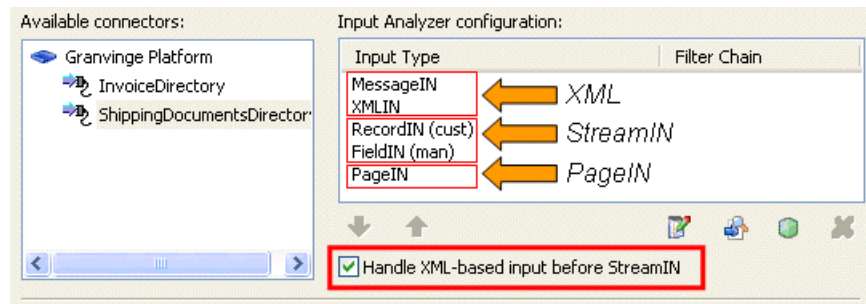 Available connectors:
Input Analyzer configuration:
Granvinge Platform
InvoiceDirectory
ShippingDocumentsDirector
Input Type
Filter Chain
MessageIN
XMLIN
XML
RecordIN (cust)
FieldIN (man)
StreamIN
PageIN
PageIN
Handle XML-based input before StreamIN